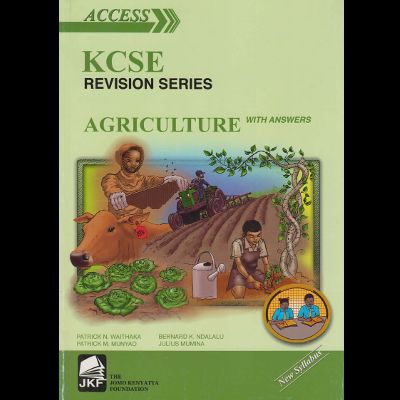 ACCESS
KCSE
REVISION SERIES
AGRICULTURE WITH ANSWERS
PATRICK N. WAITHAKA
PATRICK M. MUNYAO
BERNARD K. NDALALU
JULIUS MUMINA
New Syllabus
JKF
THE
JOMO KENYATTA
FOUNDATION